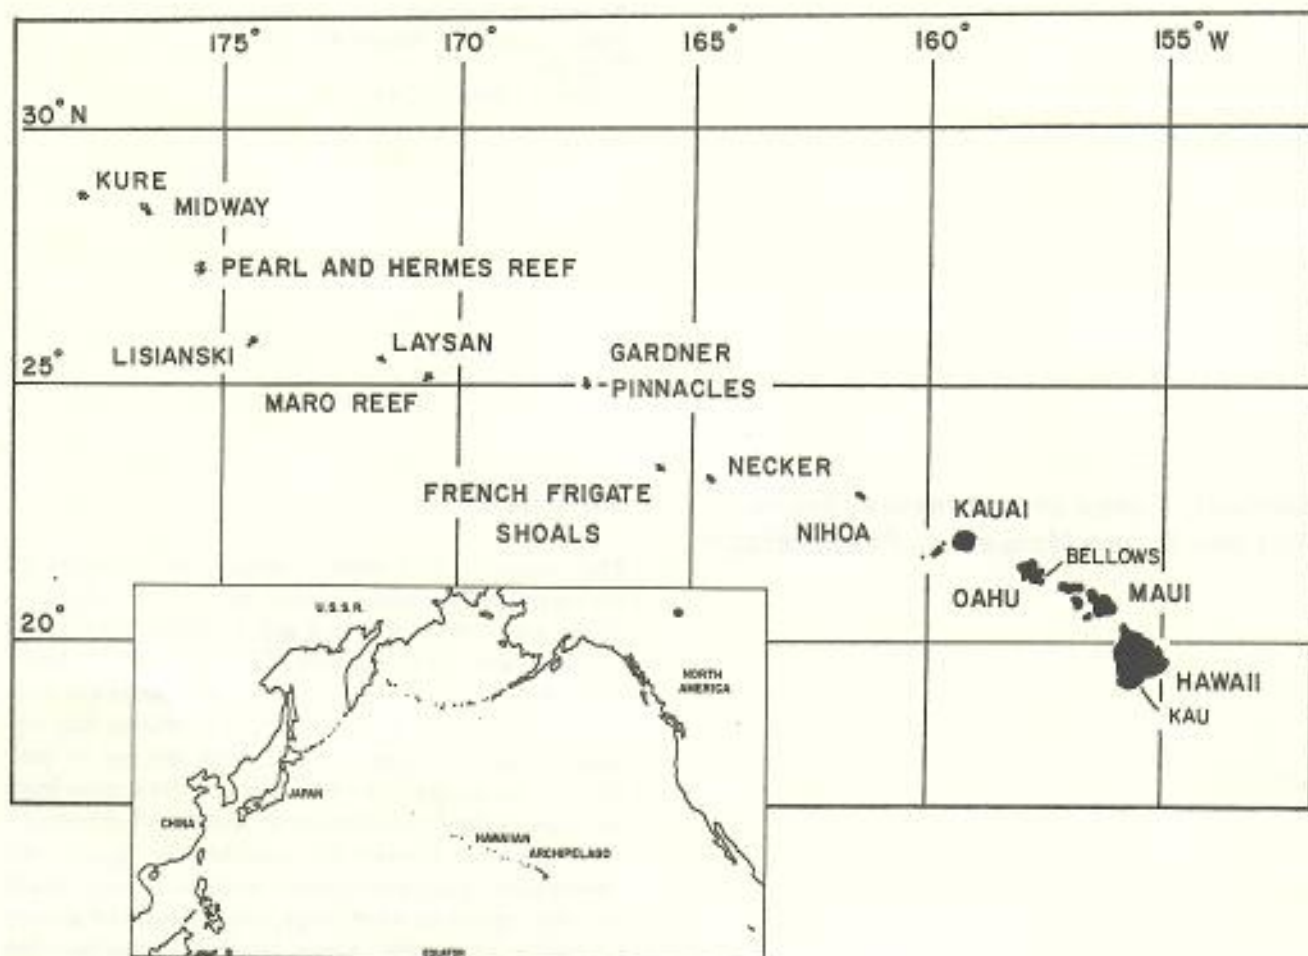 175° 170° 165° 160° 155° W
30° N
KURE
MIDWAY
PEARL AND HERMES REEF
LISIANSKI
LAYSAN
GARDNER
PINNACLES
25°
MARO REEF
NECKER
FRENCH FRIGATE
SHOALS
NIHOA
KAUAI
BELLOWS
OAHU
MAUI
20°
HAWAII
KAU
U.S.S.R.
NORTH
AMERICA
JAPAN
CHINA
HAWAIIAN
ARCHIPELAGO
EQUATOR